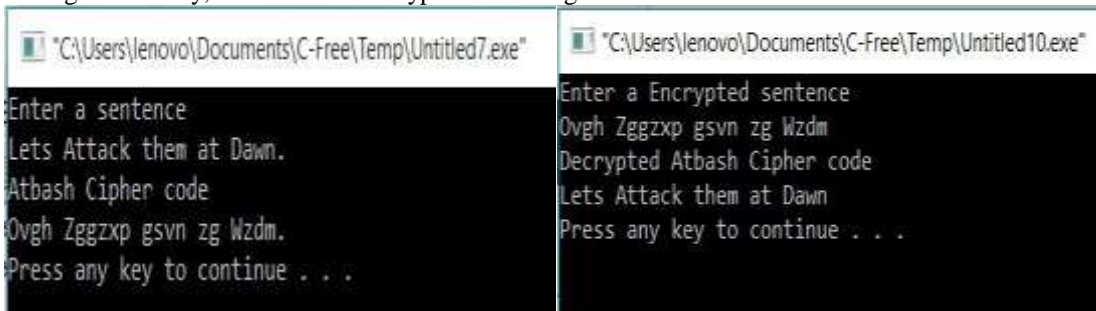 "C:\Users\lenovo\Documents\C-Free\Temp\Untitled7.exe"
Enter a sentence
Lets Attack them at Dawn.
Atbash Cipher code
Ovgh Zggzxp gsvn zg Wzdm.
Press any key to continue . . .
"C:\Users\lenovo\Documents\C-Free\Temp\Untitled10.exe"
Enter a Encrypted sentence
Ovgh Zggzxp gsvn zg Wzdm
Decrypted Atbash Cipher code
Lets Attack them at Dawn
Press any key to continue . . .